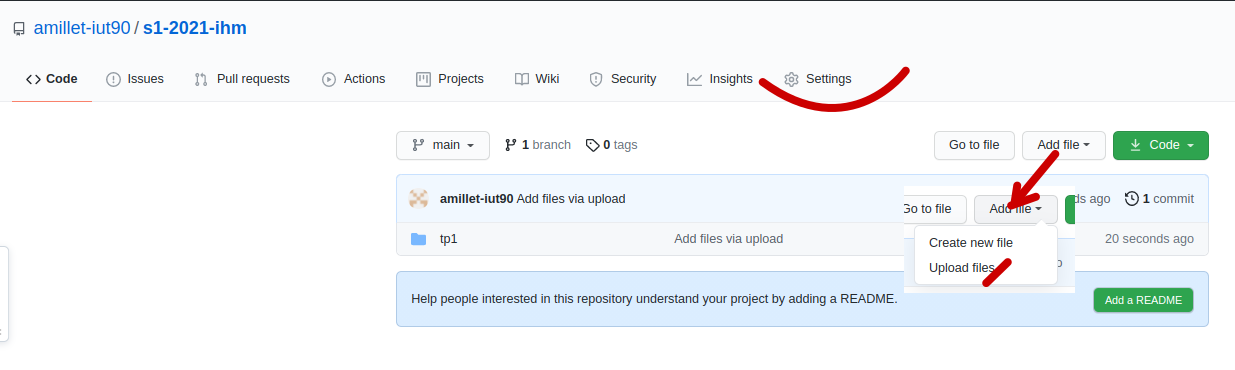 amillet-iut90 / s1-2021-ihm
Code Issues Pull requests Actions Projects Wiki Security Insights Settings
main 1 branch 0 tags Go to file Add file Code
amillet-iut90 Add files via upload ds ago 1 commit
Go to file Add file
tp1 Add files via upload 20 seconds ago
Create new file
Upload files
Help people interested in this repository understand your project by adding a README. Add a README